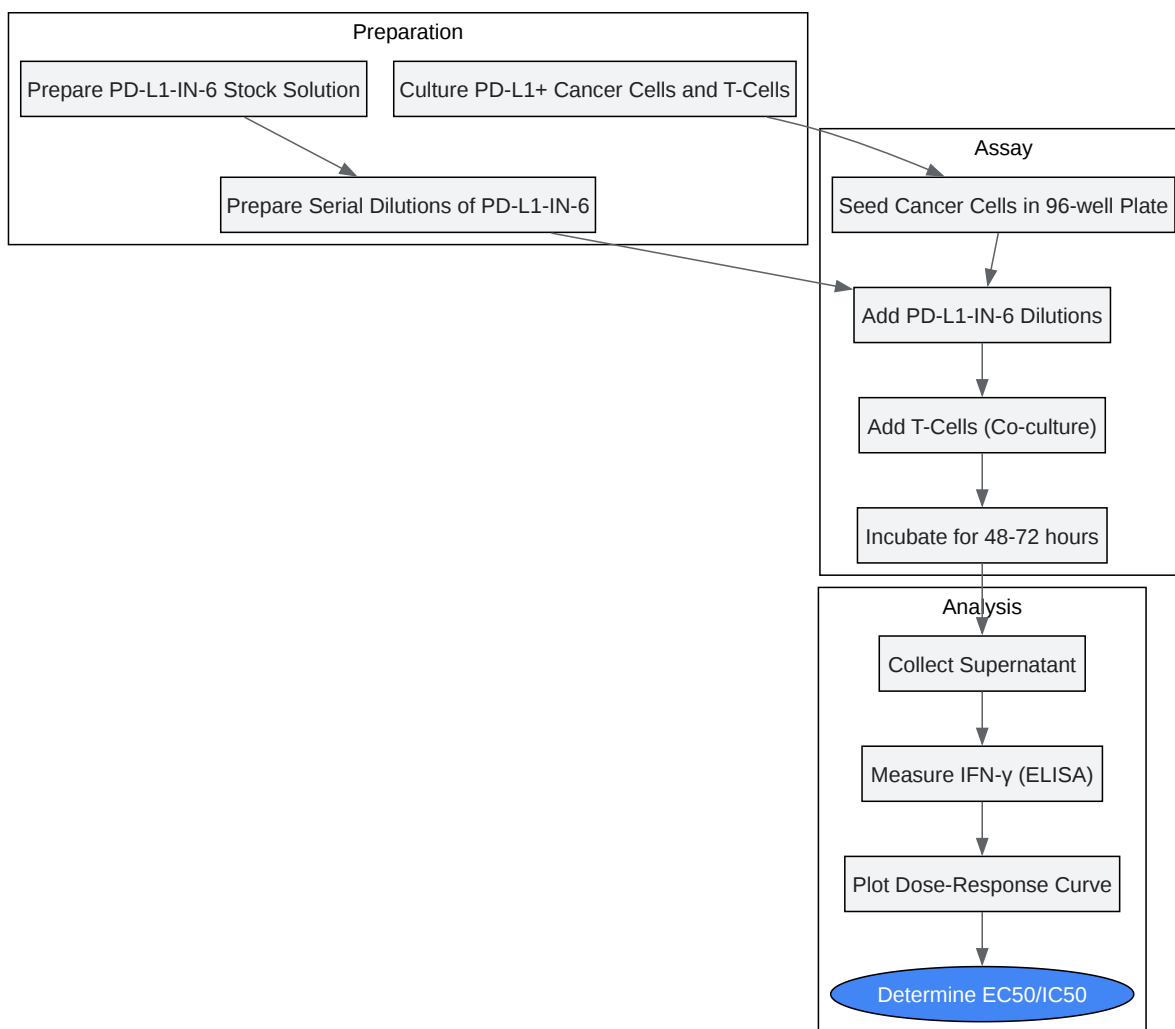 Preparation
Prepare PD-L1-IN-6 Stock Solution
Culture PD-L1+ Cancer Cells and T-Cells
Prepare Serial Dilutions of PD-L1-IN-6
Assay
Seed Cancer Cells in 96-well Plate
Add PD-L1-IN-6 Dilutions
Add T-Cells (Co-culture)
Incubate for 48-72 hours
Analysis
Collect Supernatant
Measure IFN-γ (ELISA)
Plot Dose-Response Curve
Determine EC50/IC50